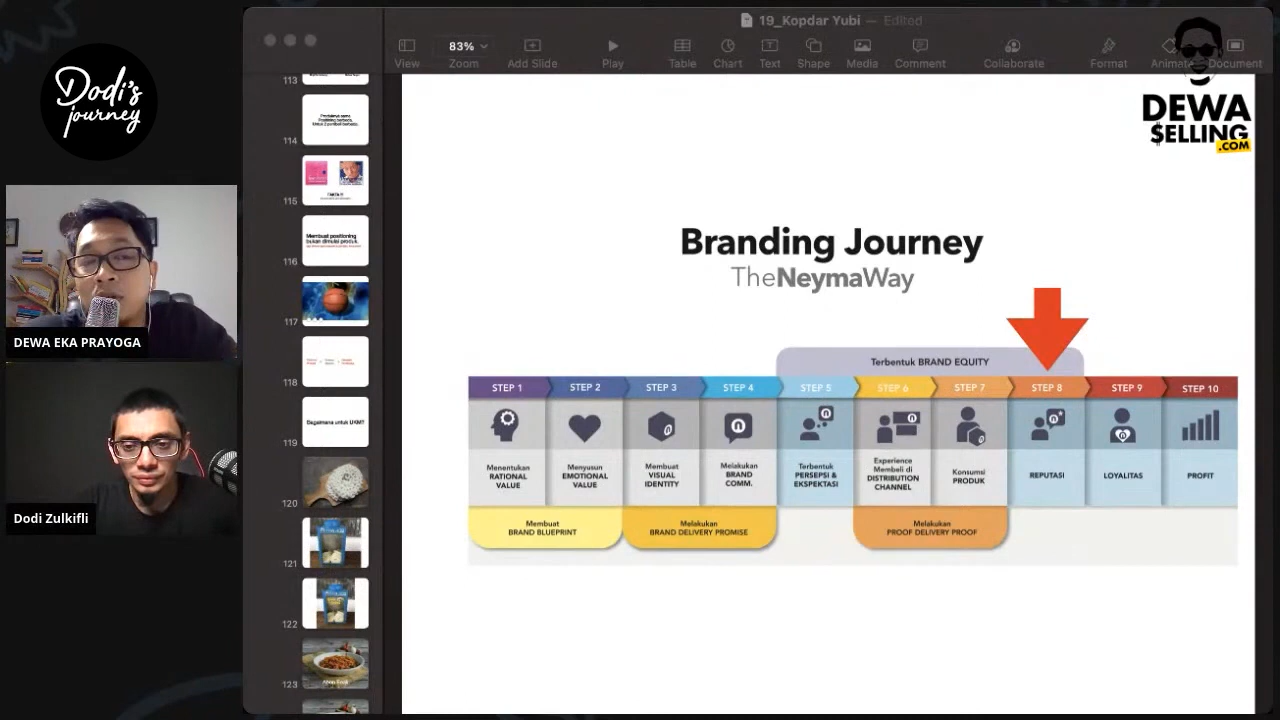 Dodi's
journey
DEWA EKA PRAYOGA
Dodi Zulkifli
19_Kopdar Yubi — Edited
83%
View
Zoom
Add Slide
Play
Table
Chart
Text
Shape
Media
Comment
Collaborate
Format
Animate
Document
DEWA
$ELLING
.COM
113
114
115
116
Membuat positioning
bukan dimulai produk.
117
118
119
Bagaimana untuk UKM?
120
121
122
123
Branding Journey
TheNeymaWay
Terbentuk BRAND EQUITY
STEP 1
STEP 2
STEP 3
STEP 4
STEP 5
STEP 6
STEP 7
STEP 8
STEP 9
STEP 10
Menentukan
RATIONAL
VALUE
Menyusun
EMOTIONAL
VALUE
Membuat
VISUAL
IDENTITY
Melakukan
BRAND
COMM.
Terbentuk
PERSEPSI &
EKSPEKTASI
Experience
Membeli di
DISTRIBUTION
CHANNEL
Konsumsi
PRODUK
REPUTASI
LOYALITAS
PROFIT
Membuat
BRAND BLUEPRINT
Melakukan
BRAND DELIVERY PROMISE
Melakukan
PROOF DELIVERY PROOF